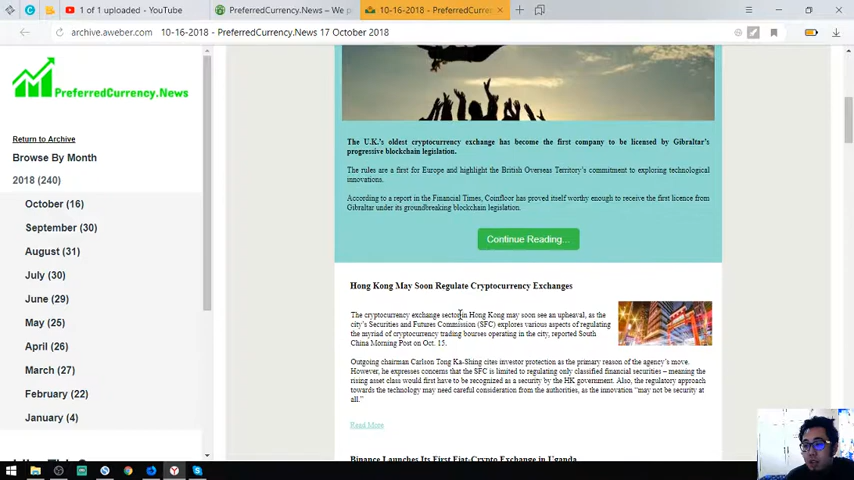 1 of 1 uploaded - YouTube
PreferredCurrency.News – We p
10-16-2018 - PreferredCurre
archive.aweber.com
10-16-2018 - PreferredCurrency.News 17 October 2018
PreferredCurrency.News
Return to Archive
Browse By Month
2018 (240)
October (16)
September (30)
August (31)
July (30)
June (29)
May (25)
April (26)
March (27)
February (22)
January (4)
The U.K.'s oldest cryptocurrency exchange has become the first company to be licensed by Gibraltar's
progressive blockchain legislation.
The rules are a first for Europe and highlight the British Overseas Territory's commitment to exploring technological
innovations.
According to a report in the Financial Times, Coinfloor has proved itself worthy enough to receive the first licence from
Gibraltar under its groundbreaking blockchain legislation.
Continue Reading...
Hong Kong May Soon Regulate Cryptocurrency Exchanges
The cryptocurrency exchange sector in Hong Kong may soon see an upheaval, as the
city's Securities and Futures Commission (SFC) explores various aspects of regulating
the myriad of cryptocurrency trading bourses operating in the city, reported South
China Morning Post on Oct. 15.
Outgoing chairman Carlson Tong Ka-Shing cites investor protection as the primary reason of the agency's move.
However, he expresses concerns that the SFC is limited to regulating only classified financial securities – meaning the
rising asset class would first have to be recognized as a security by the HK government. Also, the regulatory approach
towards the technology may need careful consideration from the authorities, as the innovation "may not be security at
all."
Read More
Binance Launches Its First Fiat-Crypto Exchange in Uganda